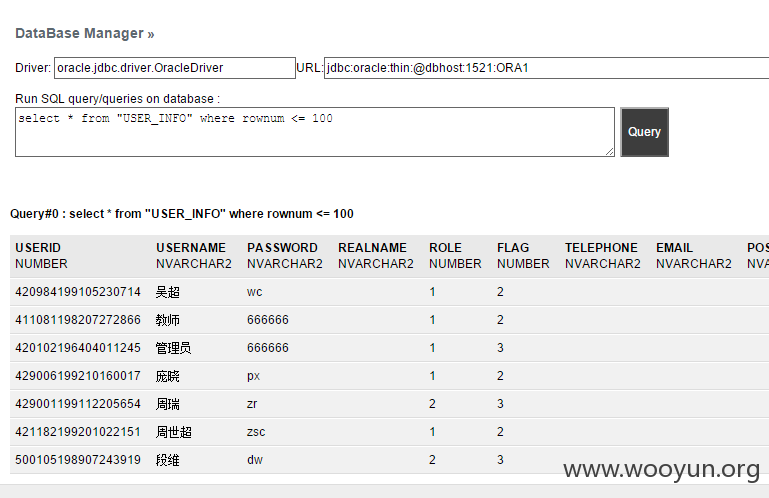 DataBase Manager »
Driver: oracle.jdbc.driver.OracleDriver URL: jdbc:oracle:thin:@dbhost:1521:ORA1
Run SQL query/queries on database :
select * from "USER_INFO" where rownum <= 100
Query
Query#0 : select * from "USER_INFO" where rownum <= 100
USERID USERNAME PASSWORD REALNAME ROLE FLAG TELEPHONE EMAIL POS
NUMBER NVARCHAR2 NVARCHAR2 NVARCHAR2 NUMBER NUMBER NVARCHAR2 NVARCHAR2 NVA
420984199105230714 吴超 wc 1 2
411081198207272866 教师 666666 1 2
420102196404011245 管理员 666666 1 3
429006199210160017 庞晓 px 1 2
429001199112205654 周瑞 zr 2 3
421182199201022151 周世超 zsc 1 2
500105198907243919 段维 dw 2 3
www.wooyun.org